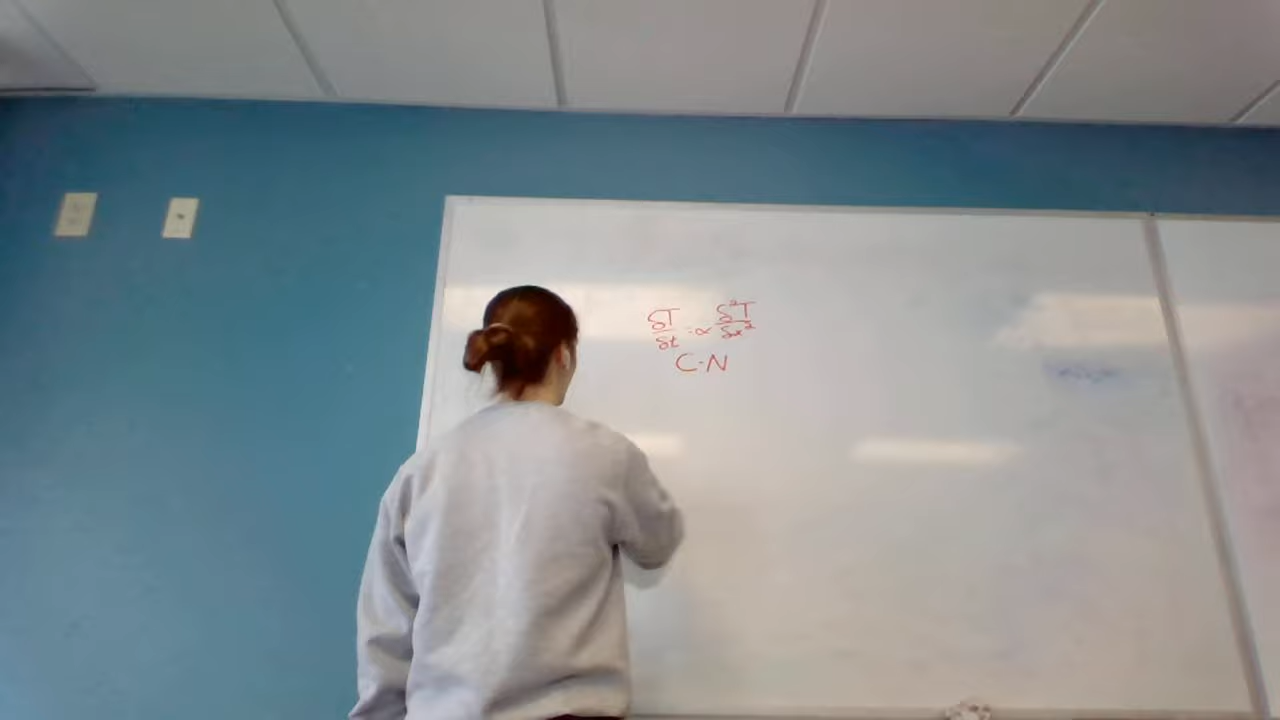 δT/δt = α δ²T/δx²
C-N